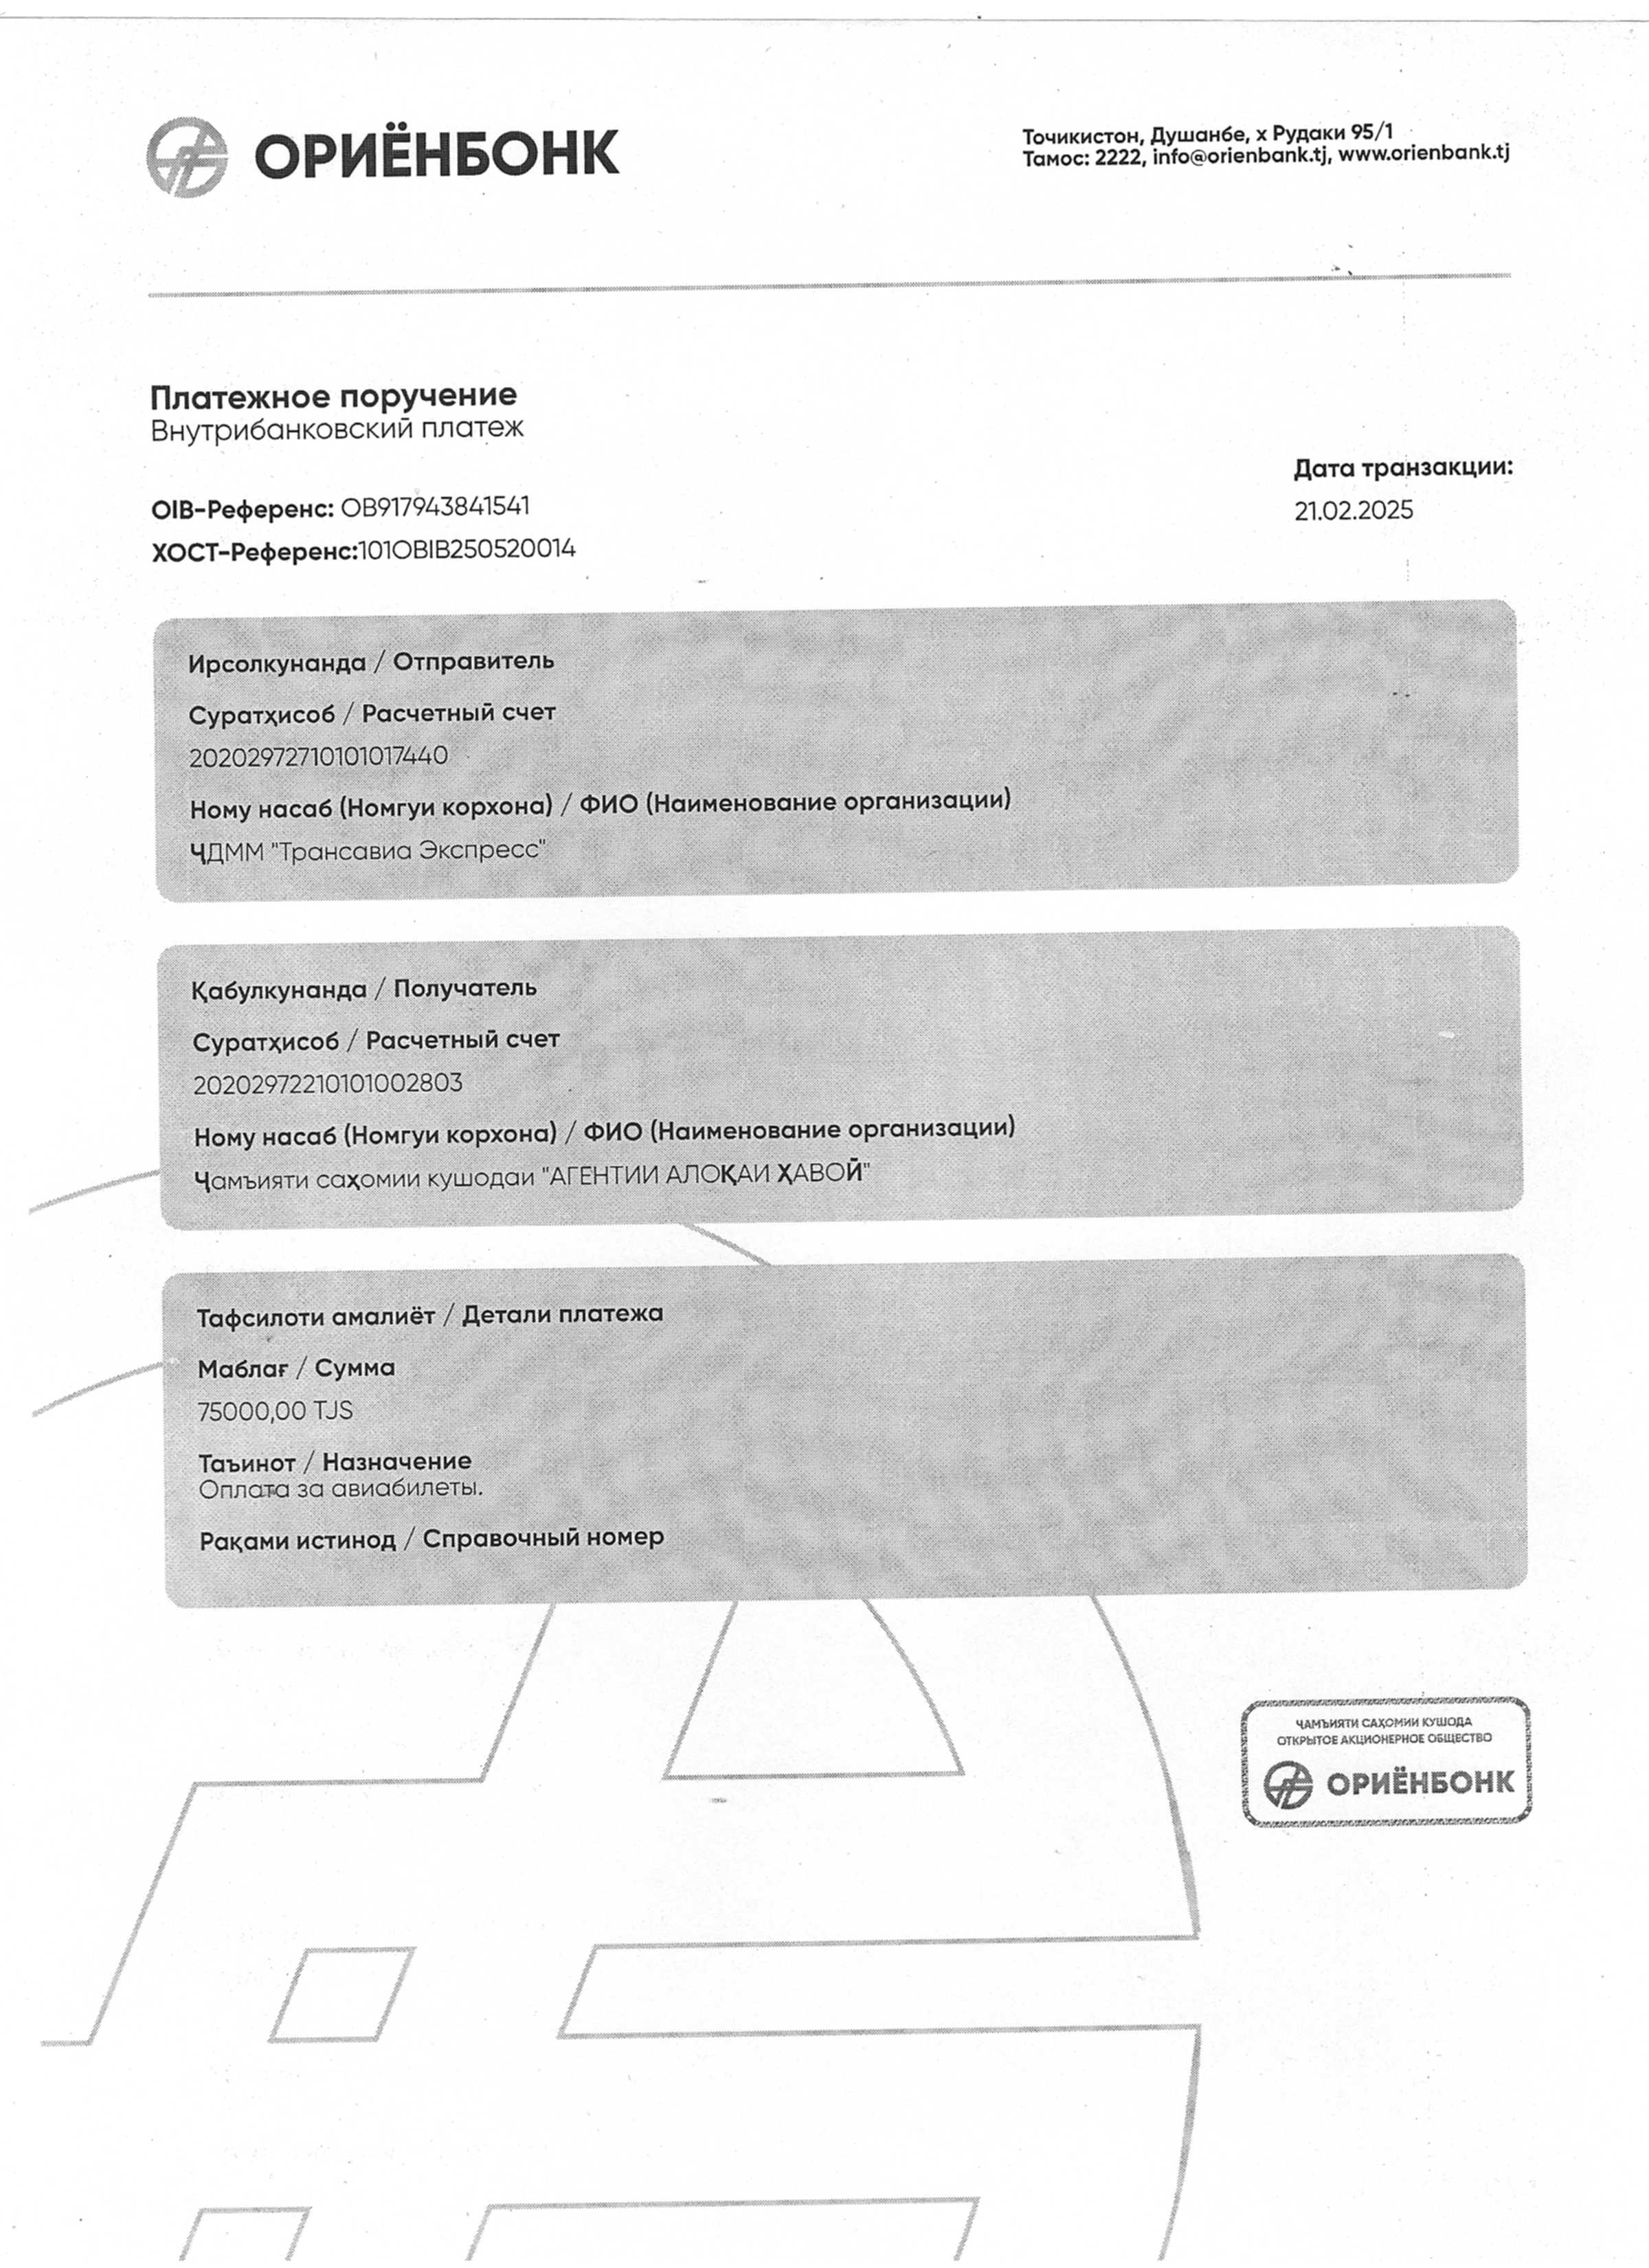 ОРИЁНБОНК
Точикистон, Душанбе, х Рудаки 95/1
Тамос: 2222, info@orienbank.tj, www.orienbank.tj
Платежное поручение
Внутрибанковский платеж
Дата транзакции:
21.02.2025
OIB-Референс: OB917943841541
ХОСТ-Референс:101OBIB250520014
Ирсолкунанда / Отправитель
Суратҳисоб / Расчетный счет
20202972710101017440
Ному насаб (Номгуи корхона) / ФИО (Наименование организации)
ҶДММ "Трансавиа Экспресс"
Қабулкунанда / Получатель
Суратҳисоб / Расчетный счет
20202972210101002803
Ному насаб (Номгуи корхона) / ФИО (Наименование организации)
Ҷамъияти саҳомии кушодаи "АГЕНТИИ АЛОҚАИ ҲАВОӢ"
Тафсилоти амалиёт / Детали платежа
Маблағ / Сумма
75000,00 TJS
Таъинот / Назначение
Оплата за авиабилеты.
Рақами истинод / Справочный номер
ҶАМЪИЯТИ САҲОМИИ КУШОДА
ОТКРЫТОЕ АКЦИОНЕРНОЕ ОБЩЕСТВО
ОРИЁНБОНК